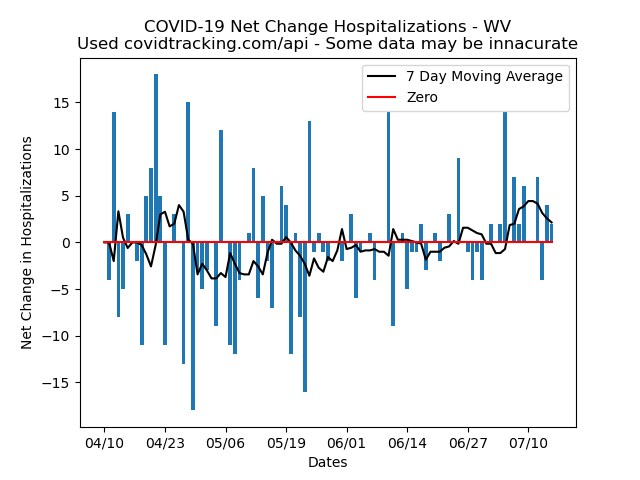 COVID-19 Net Change Hospitalizations - WV
Used covidtracking.com/api - Some data may be innacurate
7 Day Moving Average
Zero
Net Change in Hospitalizations
15
10
5
0
−5
−10
−15
04/10 04/23 05/06 05/19 06/01 06/14 06/27 07/10
Dates